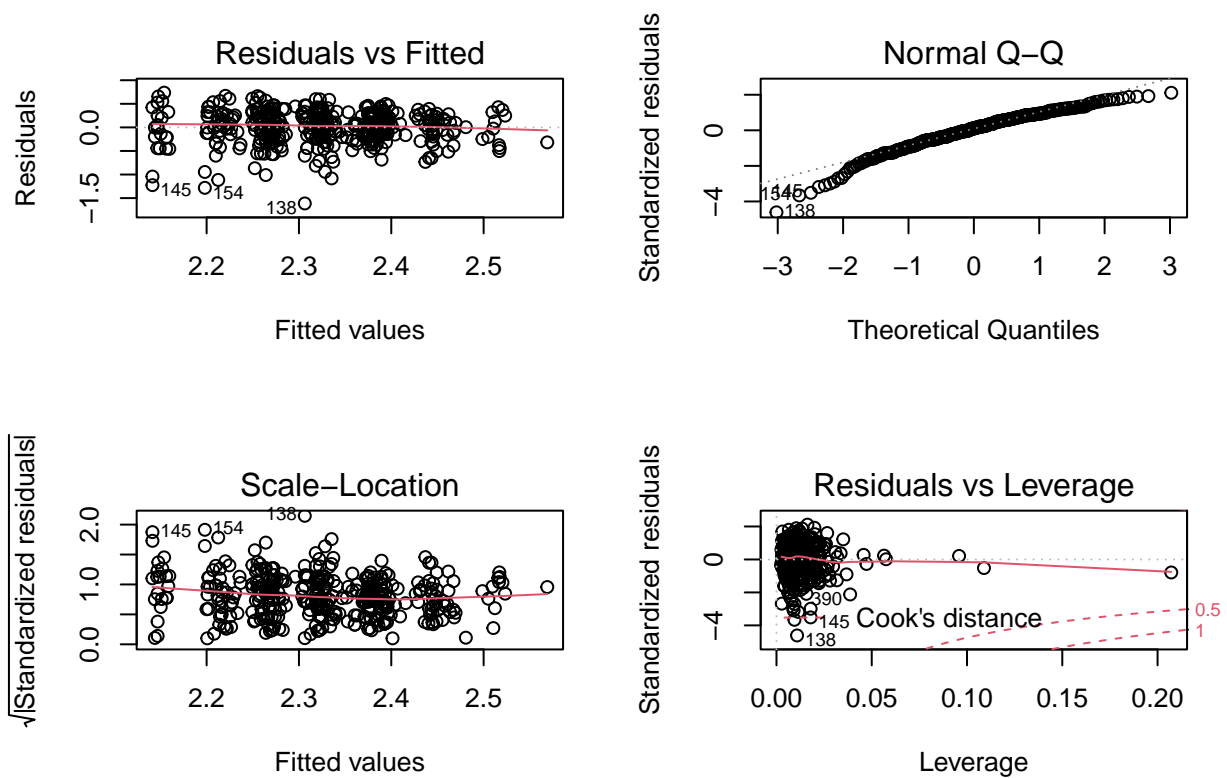 Residuals vs Fitted
Residuals
0.0
−1.5
145
154
138
2.2 2.3 2.4 2.5
Fitted values
Normal Q−Q
Standardized residuals
0
−4
138
−3 −2 −1 0 1 2 3
Theoretical Quantiles
Scale−Location
√|Standardized residuals|
2.0
1.0
0.0
145
154
138
2.2 2.3 2.4 2.5
Fitted values
Residuals vs Leverage
Standardized residuals
0
−4
390
145
138
Cook's distance
0.5
1
0.00 0.05 0.10 0.15 0.20
Leverage